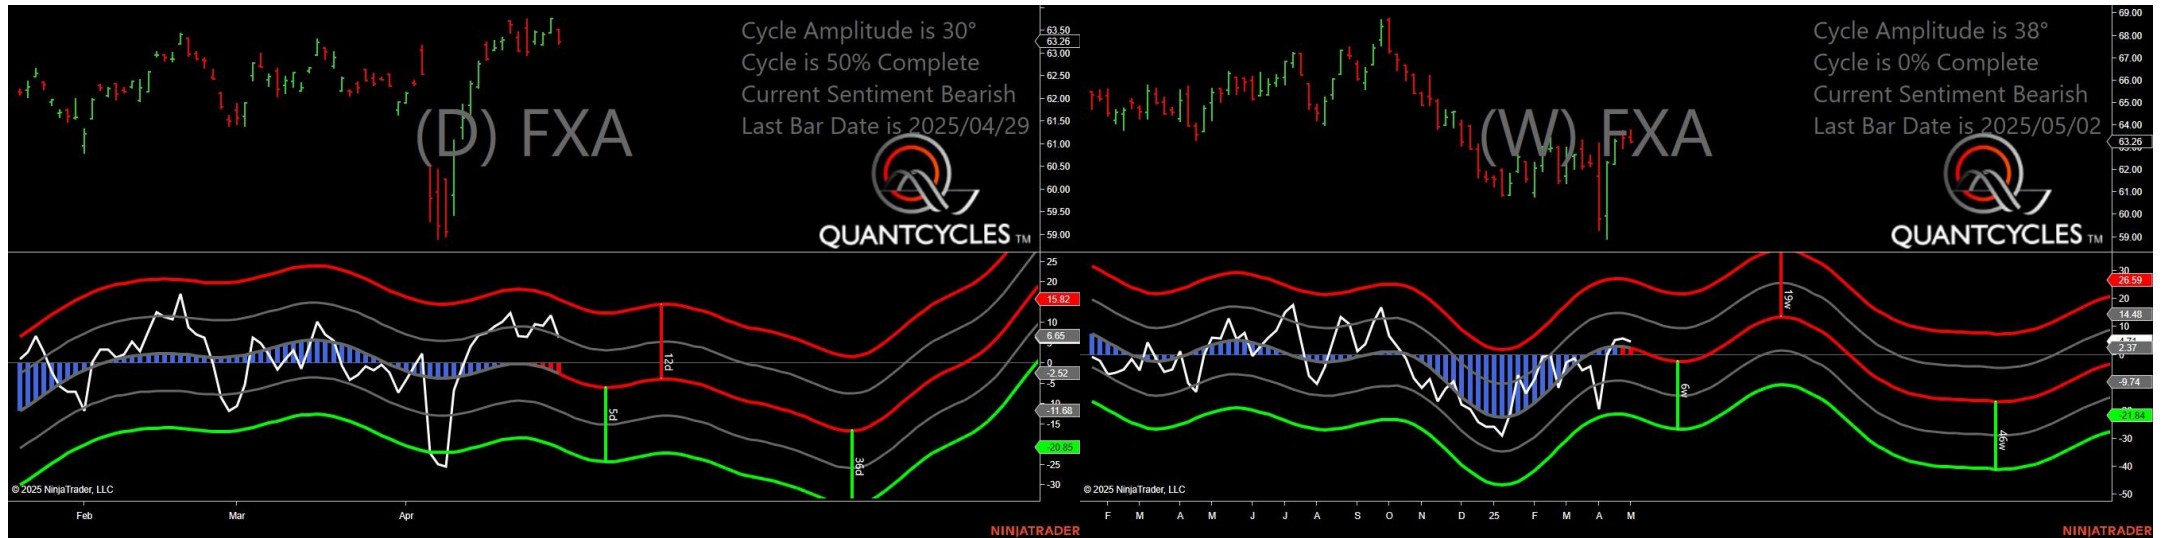 Cycle Amplitude is 30°
Cycle is 50% Complete
Current Sentiment Bearish
Last Bar Date is 2025/04/29
(D) FXA
QUANTCYCLES TM
63.50
63.26
63.00
62.50
62.00
61.50
61.00
60.50
60.00
59.50
59.00
25
20
15.82
10
6.65
0
-2.52
-5
-11.68
-15
-20.85
-25
-30
5d
12d
36d
© 2025 NinjaTrader, LLC
Feb Mar Apr
NINJATRADER
Cycle Amplitude is 38°
Cycle is 0% Complete
Current Sentiment Bearish
Last Bar Date is 2025/05/02
(W) FXA
QUANTCYCLES TM
69.00
68.00
67.00
66.00
65.00
64.00
63.26
62.00
61.00
60.00
59.00
30
26.59
20
14.48
10
2.37
-9.74
-21.84
-30
-40
-50
6w
19w
46w
© 2025 NinjaTrader, LLC
F M A M J J A S O N D 25 F M A M
NINJATRADER